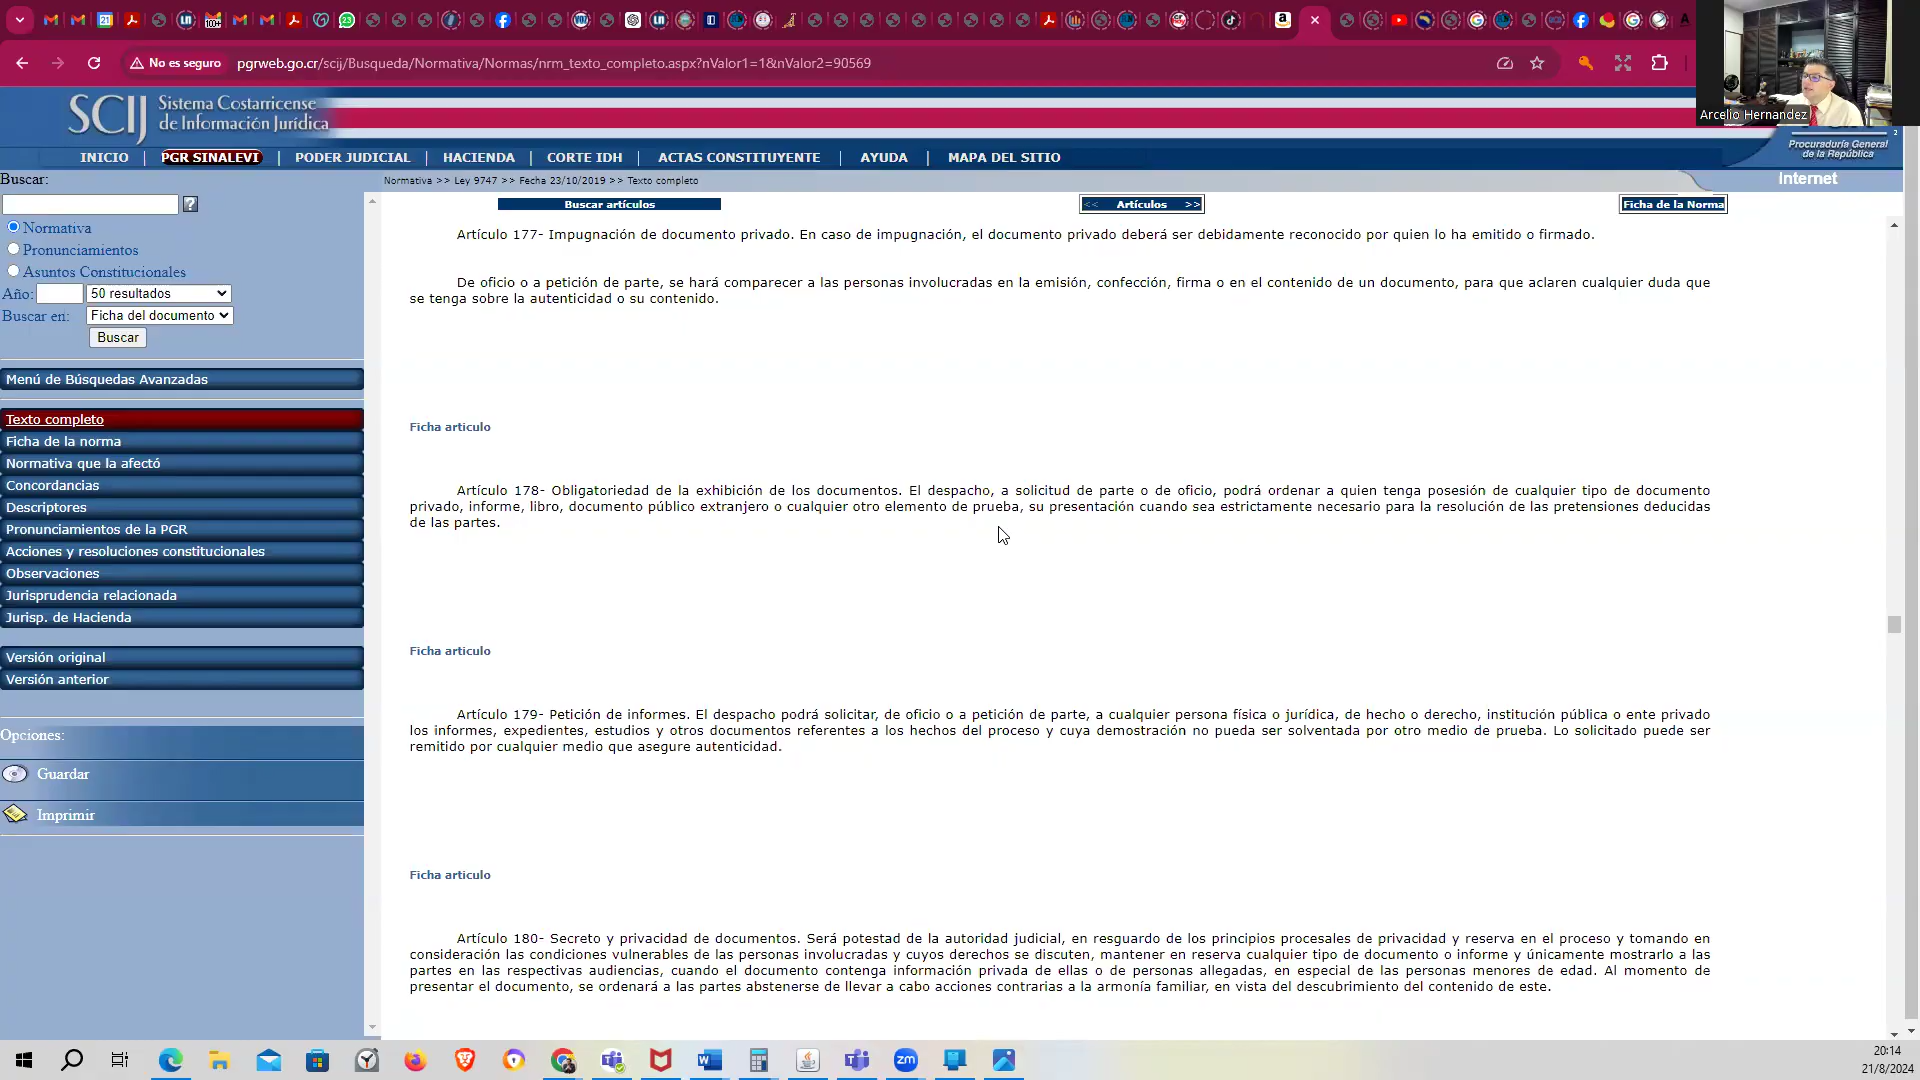 No es seguro
pgrweb.go.cr/scij/Busqueda/Normativa/Normas/nrm_texto_completo.aspx?nValor1=1&nValor2=90569
Arcelio Hernandez
SCIJ
Sistema Costarricense
de Información Jurídica
INICIO | PGR SINALEVI | PODER JUDICIAL | HACIENDA | CORTE IDH | ACTAS CONSTITUYENTE | AYUDA | MAPA DEL SITIO
Procuraduría General
de la República
Internet
Buscar:
Normativa
Pronunciamientos
Asuntos Constitucionales
Año: 50 resultados
Buscar en: Ficha del documento
Buscar
Menú de Búsquedas Avanzadas
Texto completo
Ficha de la norma
Normativa que la afectó
Concordancias
Descriptores
Pronunciamientos de la PGR
Acciones y resoluciones constitucionales
Observaciones
Jurisprudencia relacionada
Jurisp. de Hacienda
Versión original
Versión anterior
Opciones:
Guardar
Imprimir
Normativa >> Ley 9747 >> Fecha 23/10/2019 >> Texto completo
Buscar artículos << Artículos >> Ficha de la Norma
Artículo 177- Impugnación de documento privado. En caso de impugnación, el documento privado deberá ser debidamente reconocido por quien lo ha emitido o firmado.
De oficio o a petición de parte, se hará comparecer a las personas involucradas en la emisión, confección, firma o en el contenido de un documento, para que aclaren cualquier duda que
se tenga sobre la autenticidad o su contenido.
Ficha articulo
Artículo 178- Obligatoriedad de la exhibición de los documentos. El despacho, a solicitud de parte o de oficio, podrá ordenar a quien tenga posesión de cualquier tipo de documento
privado, informe, libro, documento público extranjero o cualquier otro elemento de prueba, su presentación cuando sea estrictamente necesario para la resolución de las pretensiones deducidas
de las partes.
Ficha articulo
Artículo 179- Petición de informes. El despacho podrá solicitar, de oficio o a petición de parte, a cualquier persona física o jurídica, de hecho o derecho, institución pública o ente privado
los informes, expedientes, estudios y otros documentos referentes a los hechos del proceso y cuya demostración no pueda ser solventada por otro medio de prueba. Lo solicitado puede ser
remitido por cualquier medio que asegure autenticidad.
Ficha articulo
Artículo 180- Secreto y privacidad de documentos. Será potestad de la autoridad judicial, en resguardo de los principios procesales de privacidad y reserva en el proceso y tomando en
consideración las condiciones vulnerables de las personas involucradas y cuyos derechos se discuten, mantener en reserva cualquier tipo de documento o informe y únicamente mostrarlo a las
partes en las respectivas audiencias, cuando el documento contenga información privada de ellas o de personas allegadas, en especial de las personas menores de edad. Al momento de
presentar el documento, se ordenará a las partes abstenerse de llevar a cabo acciones contrarias a la armonía familiar, en vista del descubrimiento del contenido de este.
20:14
21/8/2024